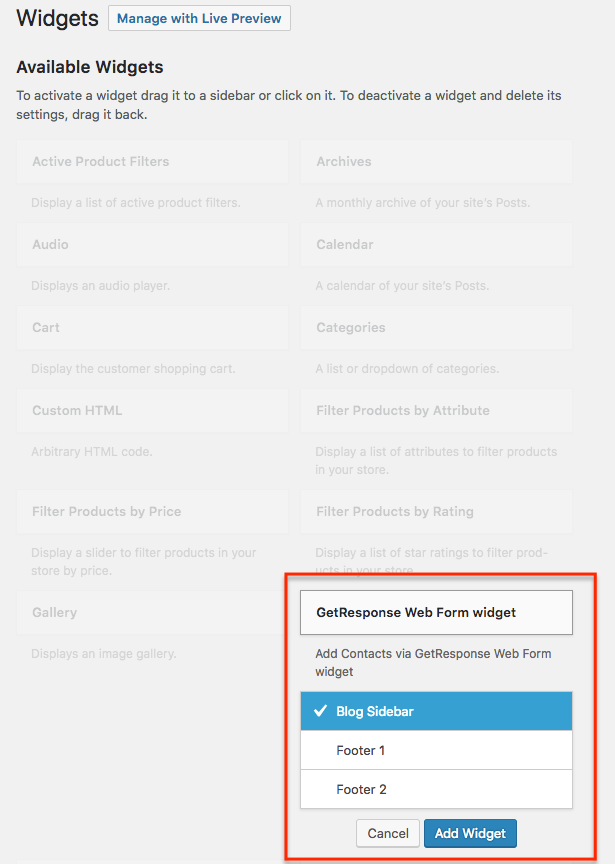 Widgets
Manage with Live Preview
Available Widgets
To activate a widget drag it to a sidebar or click on it. To deactivate a widget and delete its
settings, drag it back.
Active Product Filters
Archives
Display a list of active product filters.
A monthly archive of your site's Posts.
Audio
Calendar
Displays an audio player.
A calendar of your site's Posts.
Cart
Categories
Display the customer shopping cart.
A list or dropdown of categories.
Custom HTML
Filter Products by Attribute
Arbitrary HTML code.
Display a list of attributes to filter products
in your store.
Filter Products by Price
Filter Products by Rating
Display a slider to filter products in your
store by price.
Display a list of star ratings to filter prod-
ucts in your store.
Gallery
Displays an image gallery.
GetResponse Web Form widget
Add Contacts via GetResponse Web Form
widget
Blog Sidebar
Footer 1
Footer 2
Cancel
Add Widget